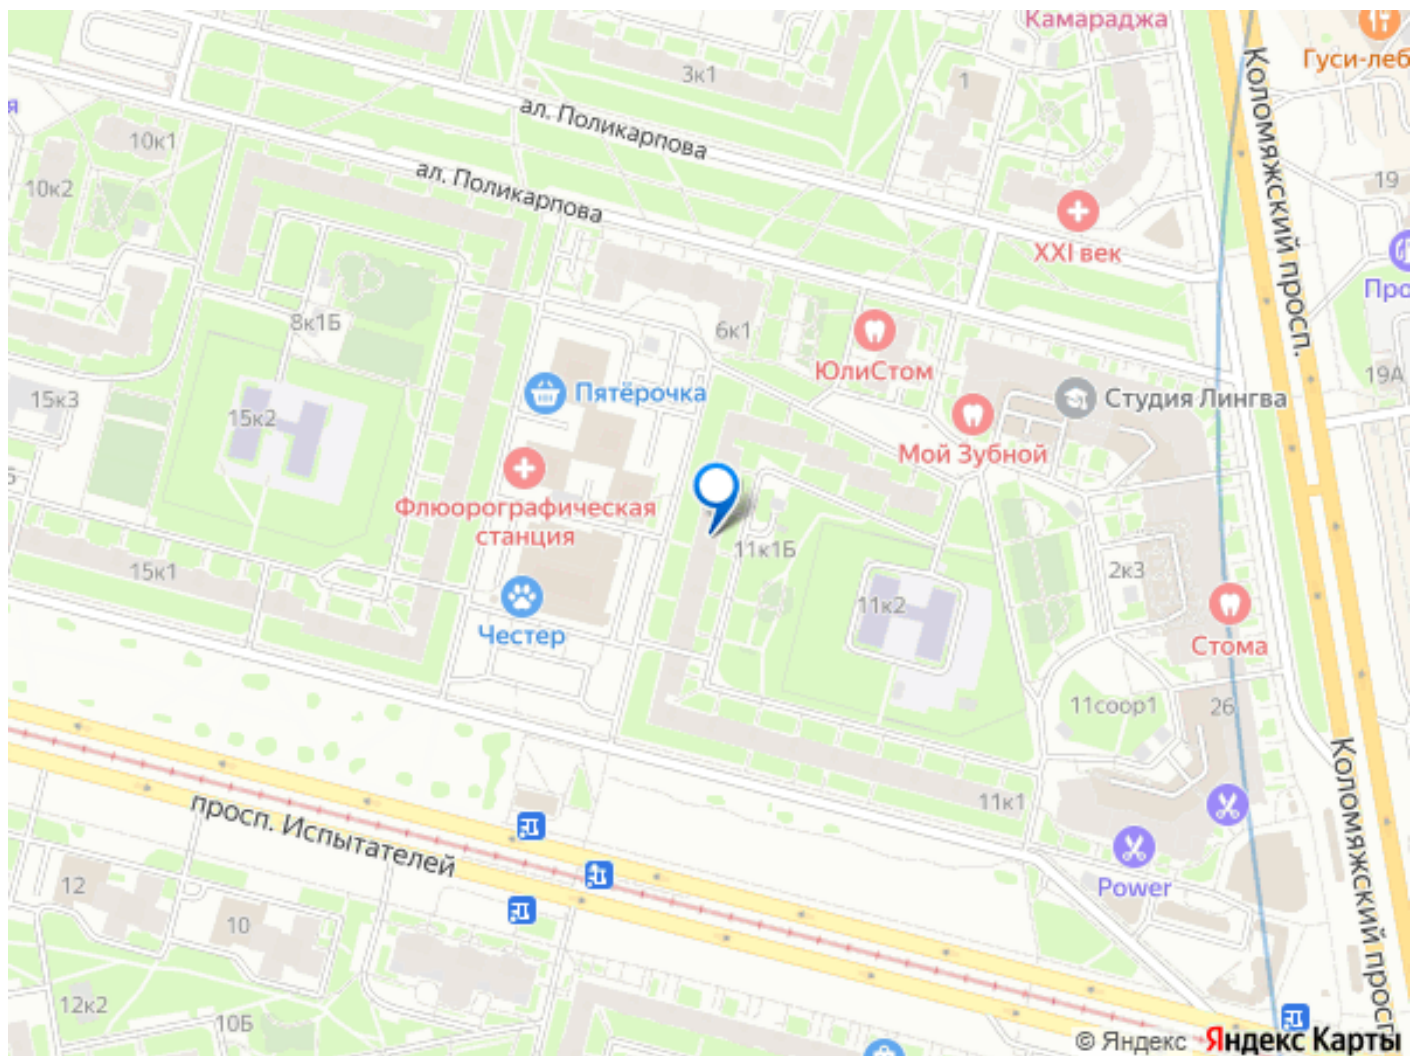 Камараджа
Гуси-леб
3к1
1
ал. Поликарпова
я
10к1
10к2
ал. Поликарпова
19
XXI век
Коломяжский просп.
Про
8к1Б
6к1
ЮлиСтом
19А
15к3
Пятёрочка
Студия Лингва
15к2
Мой Зубной
Флюорографическая
станция
11к1Б
15к1
2к3
11к2
Честер
Стома
11соор1
26
11к1
просп. Испытателей
Коломяжский просп.
Power
12
10
12к2
10Б
© Яндекс Яндекс Карты